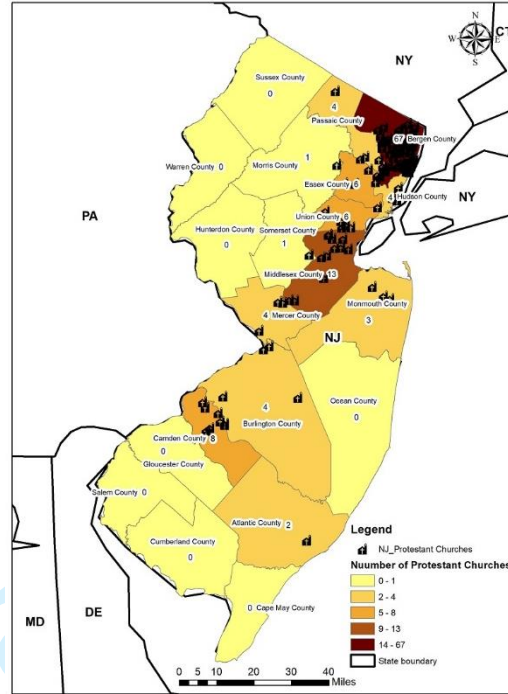 N
W E
S
CT
NY
Sussex County
0
4
Passaic County
67 Bergen County
Warren County 0
Morris County
1
Essex County
PA
4
Hudson County
NY
Union County 6
Hunterdon County
0
Somerset County
1
Middlesex County 13
4 Mercer County
Monmouth County
3
NJ
4
Burlington County
Ocean County
0
Camden County 8
0
Gloucester County
Salem County 0
Atlantic County 2
Cumberland County
0
0 Cape May County
MD
DE
Legend
NJ_Protestant Churches
Nuumber of Protestant Churches
0 - 1
2 - 4
5 - 8
9 - 13
14 - 67
State boundary
0 5 10 20 30 40
Miles